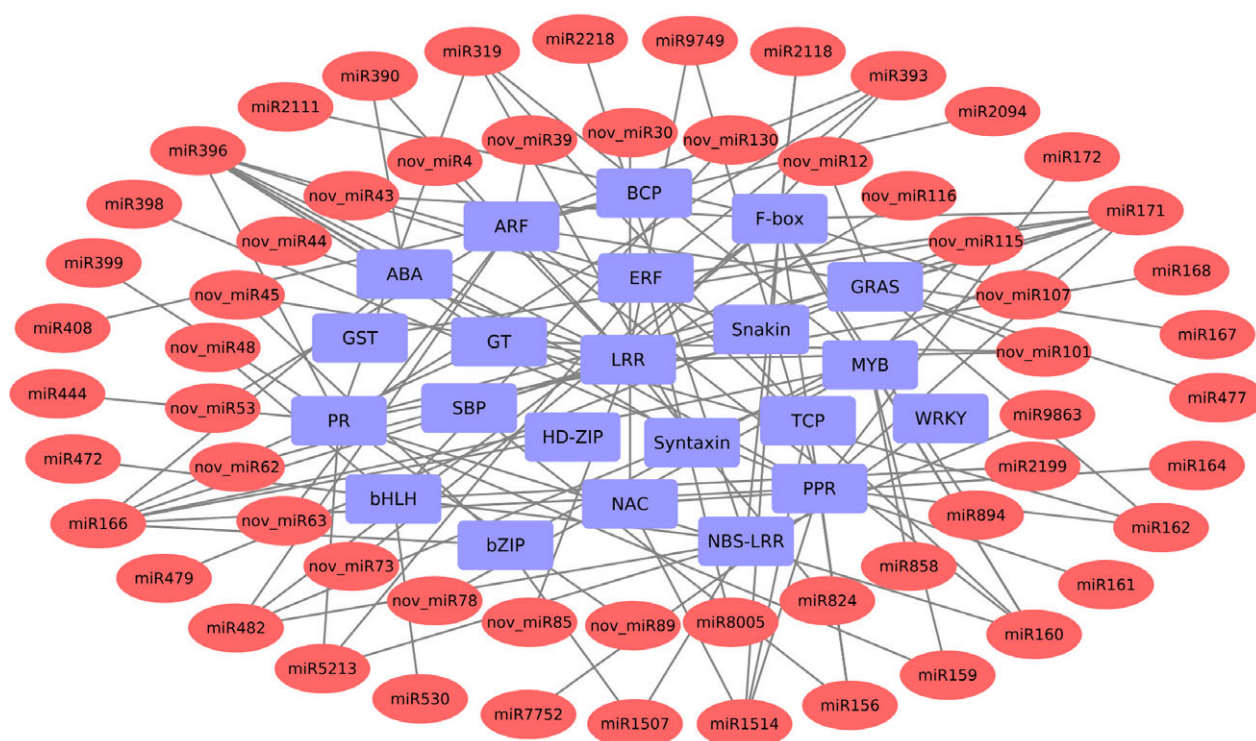 miR2218
miR9749
miR319
miR2118
miR390
miR393
miR2111
miR2094
nov_miR39
nov_miR30
nov_miR130
miR396
nov_miR4
nov_miR12
miR172
nov_miR43
BCP
nov_miR116
miR398
ARF
F-box
miR171
nov_miR44
nov_miR115
miR399
ABA
ERF
GRAS
miR168
nov_miR45
nov_miR107
miR408
GST
GT
Snakin
miR167
nov_miR48
LRR
MYB
nov_miR101
miR444
nov_miR53
SBP
miR477
PR
HD-ZIP
Syntaxin
TCP
WRKY
miR9863
miR472
nov_miR62
miR2199
miR164
bHLH
NAC
PPR
miR166
nov_miR63
miR894
miR162
bZIP
NBS-LRR
miR479
nov_miR73
miR858
miR161
miR482
nov_miR78
nov_miR85
nov_miR89
miR8005
miR824
miR160
miR5213
miR159
miR530
miR7752
miR1507
miR1514
miR156